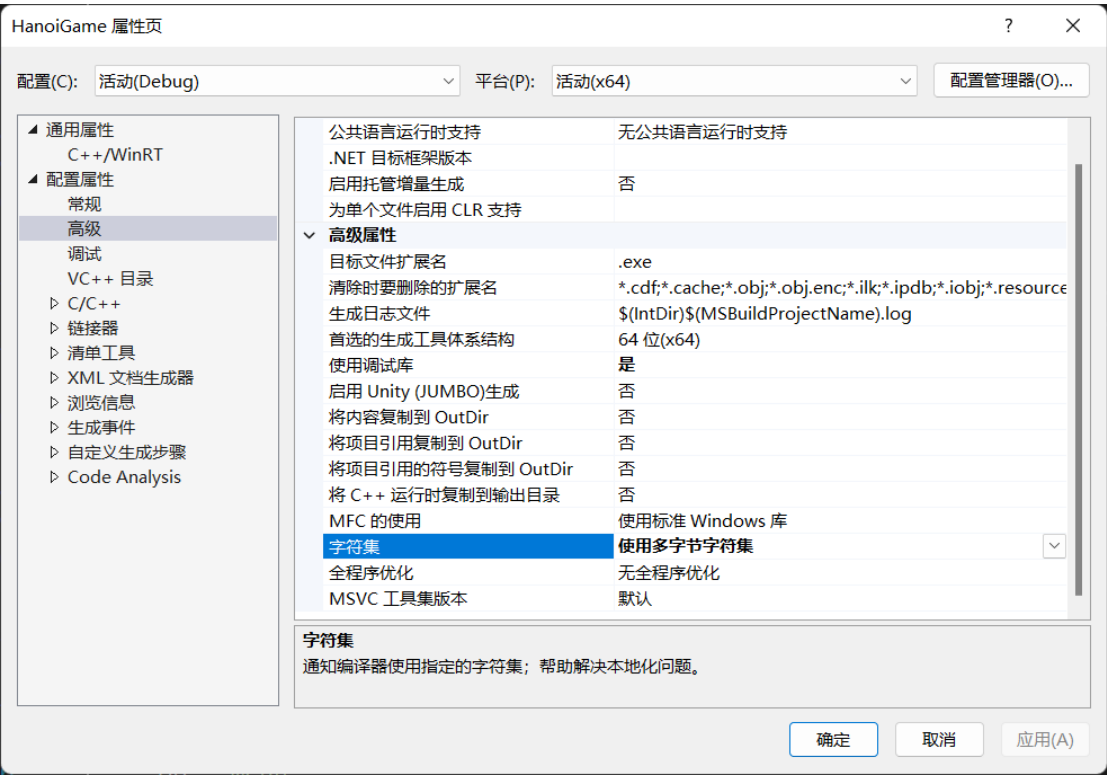 HanoiGame 属性页
配置(C): 活动(Debug) 平台(P): 活动(x64) 配置管理器(O)...
通用属性
C++/WinRT
配置属性
常规
高级
调试
VC++ 目录
C/C++
链接器
清单工具
XML 文档生成器
浏览信息
生成事件
自定义生成步骤
Code Analysis
公共语言运行时支持 无公共语言运行时支持
.NET 目标框架版本
启用托管增量生成 否
为单个文件启用 CLR 支持
高级属性
目标文件扩展名 .exe
清除时要删除的扩展名 *.cdf;*.cache;*.obj;*.obj.enc;*.ilk;*.ipdb;*.iobj;*.resource
生成日志文件 $(IntDir)$(MSBuildProjectName).log
首选的生成工具体系结构 64 位(x64)
使用调试库 是
启用 Unity (JUMBO)生成 否
将内容复制到 OutDir 否
将项目引用复制到 OutDir 否
将项目引用的符号复制到 OutDir 否
将 C++ 运行时复制到输出目录 否
MFC 的使用 使用标准 Windows 库
字符集 使用多字节字符集
全程序优化 无全程序优化
MSVC 工具集版本 默认
字符集
通知编译器使用指定的字符集；帮助解决本地化问题。
确定 取消 应用(A)